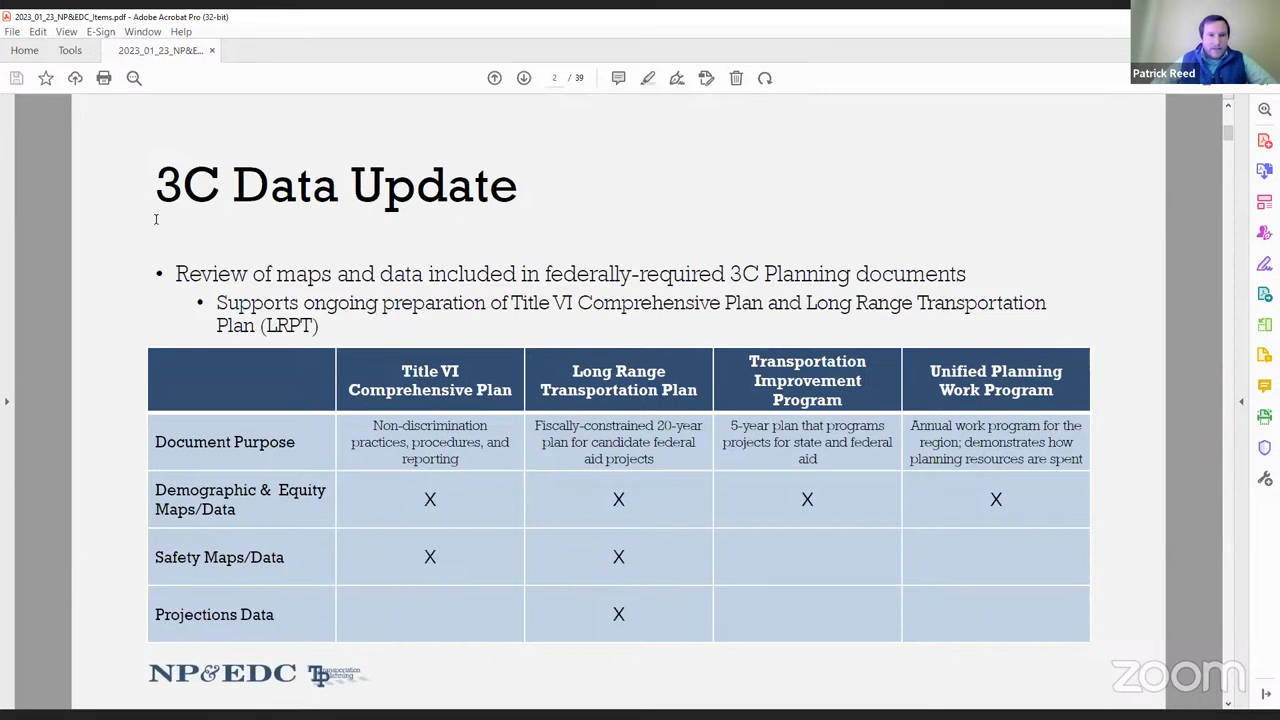 2023_01_23_NP&EDC_Items.pdf - Adobe Acrobat Pro (32-bit)
File Edit View E-Sign Window Help
Home Tools 2023_01_23_NP&E... ×
2 / 39
Patrick Reed
3C Data Update
• Review of maps and data included in federally-required 3C Planning documents
• Supports ongoing preparation of Title VI Comprehensive Plan and Long Range Transportation
Plan (LRPT)
Title VI
Comprehensive Plan
Long Range
Transportation Plan
Transportation
Improvement
Program
Unified Planning
Work Program
Document Purpose
Non-discrimination
practices, procedures, and
reporting
Fiscally-constrained 20-year
plan for candidate federal
aid projects
5-year plan that programs
projects for state and federal
aid
Annual work program for the
region; demonstrates how
planning resources are spent
Demographic & Equity
Maps/Data
X X X X
Safety Maps/Data X X
Projections Data X
NP&EDC TP Transportation
Planning
zoom